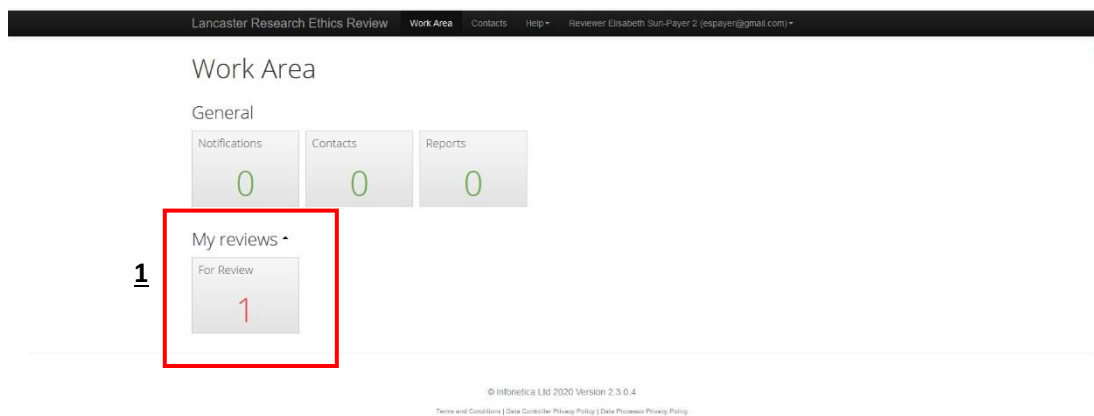 Lancaster Research Ethics Review Work Area Contacts Help Reviewer Elisabeth Sun-Payer 2 (espayer@gmail.com)
Work Area
General
Notifications Contacts Reports
0 0 0
My reviews
1
For Review
1
© Infonetica Ltd 2020 Version 2.3.0.4
Terms and Conditions | Data Controller Privacy Policy | Data Processor Privacy Policy